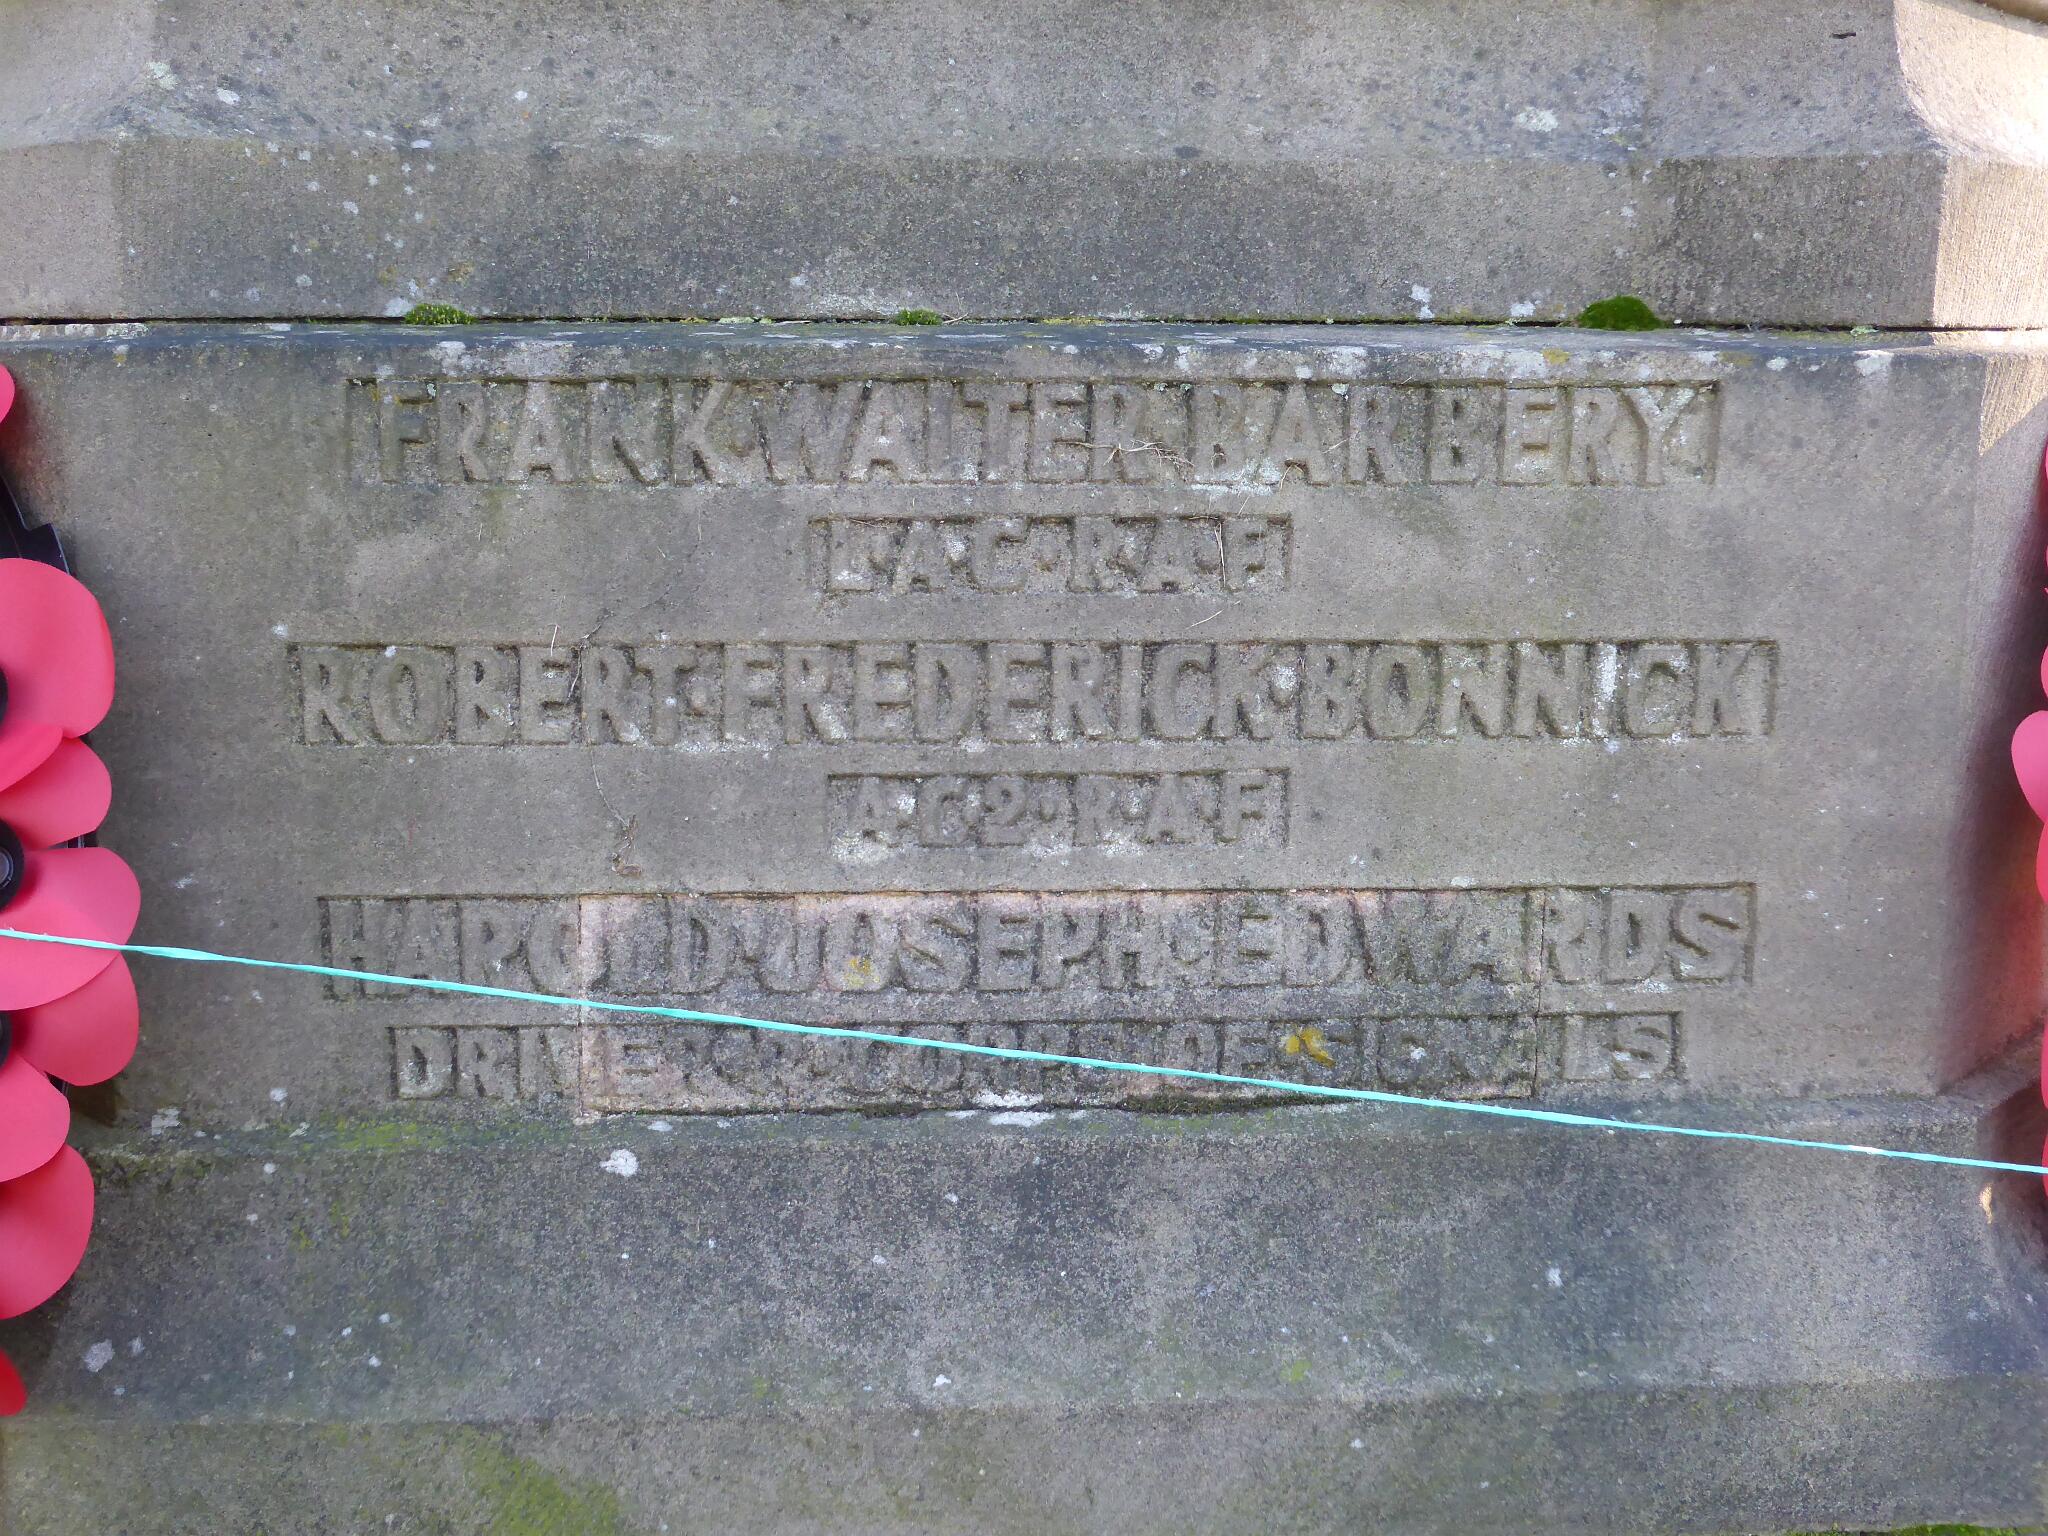 FRANK·WALTER·BARBERY
L·A·C·R·A·F
ROBERT·FREDERICK·BONNICK
A·C·2·R·A·F
HAROLD·JOSEPH·EDWARDS
DRIVER·R·CORPS OF SIGNALS